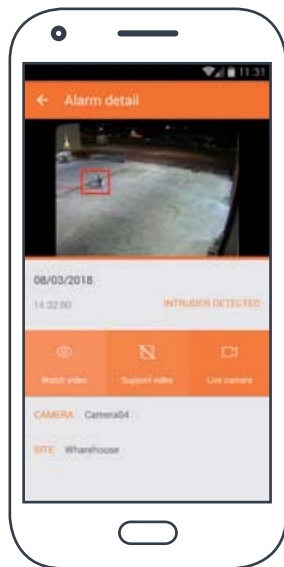 11:31
Alarm detail
08/03/2018
14:32:00 INTRUDER DETECTED
Watch video Support video Live camera
CAMERA Camera04
SITE Wharehouse